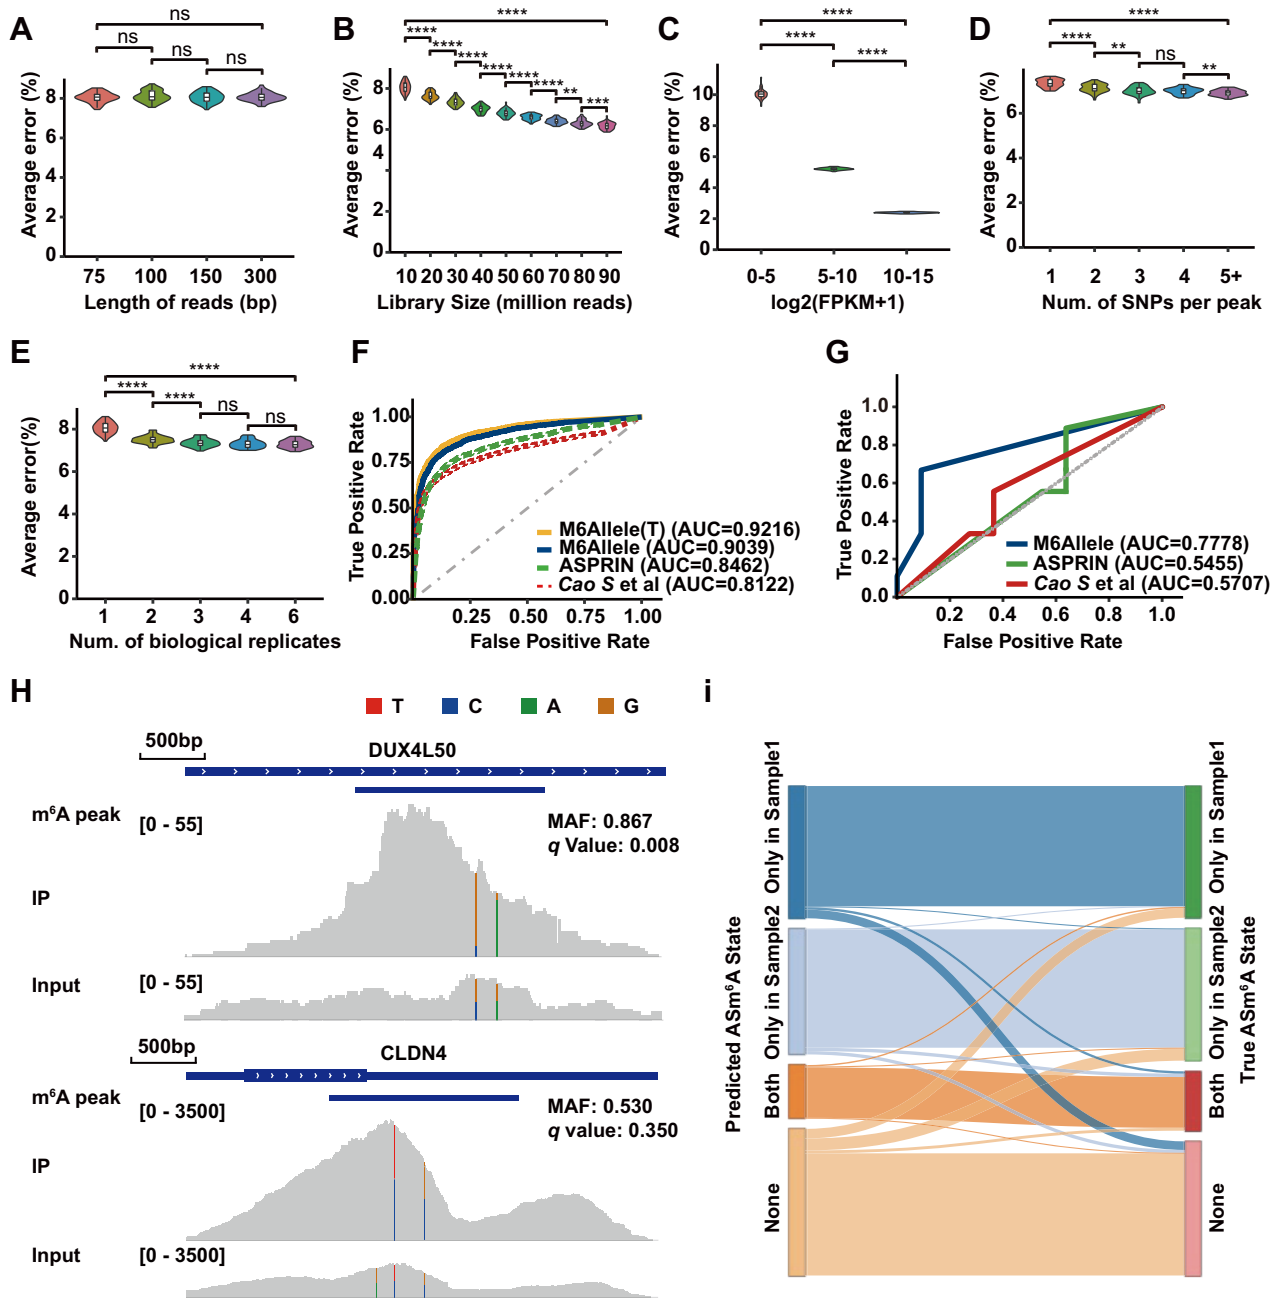 A
ns
ns
ns
ns
Average error (%)
8
6
4
2
0
75 100 150 300
Length of reads (bp)
B
****
****
****
****
****
****
****
**
***
Average error (%)
8
6
4
2
0
10 20 30 40 50 60 70 80 90
Library Size (million reads)
C
****
****
****
Average error (%)
10
8
6
4
2
0
0-5 5-10 10-15
log2(FPKM+1)
D
****
****
**
ns
**
Average error (%)
6
4
2
0
1 2 3 4 5+
Num. of SNPs per peak
E
****
****
****
ns
ns
Average error(%)
8
6
4
2
0
1 2 3 4 6
Num. of biological replicates
F
True Positive Rate
1.00
0.75
0.50
0.25
0.00
0.25 0.50 0.75 1.00
False Positive Rate
M6Allele(T) (AUC=0.9216)
M6Allele (AUC=0.9039)
ASPRIN (AUC=0.8462)
Cao S et al (AUC=0.8122)
G
True Positive Rate
1.0
0.8
0.6
0.4
0.2
0.0
0.2 0.4 0.6 0.8 1.0
False Positive Rate
M6Allele (AUC=0.7778)
ASPRIN (AUC=0.5455)
Cao S et al (AUC=0.5707)
H
T C A G
500bp
DUX4L50
m⁶A peak
[0 - 55]
MAF: 0.867
q Value: 0.008
IP
Input
[0 - 55]
500bp
CLDN4
m⁶A peak
[0 - 3500]
MAF: 0.530
q value: 0.350
IP
Input
[0 - 3500]
i
Predicted ASm⁶A State
Only in Sample1
Only in Sample2
Both
None
Only in Sample1
Only in Sample2
Both
None
True ASm⁶A State